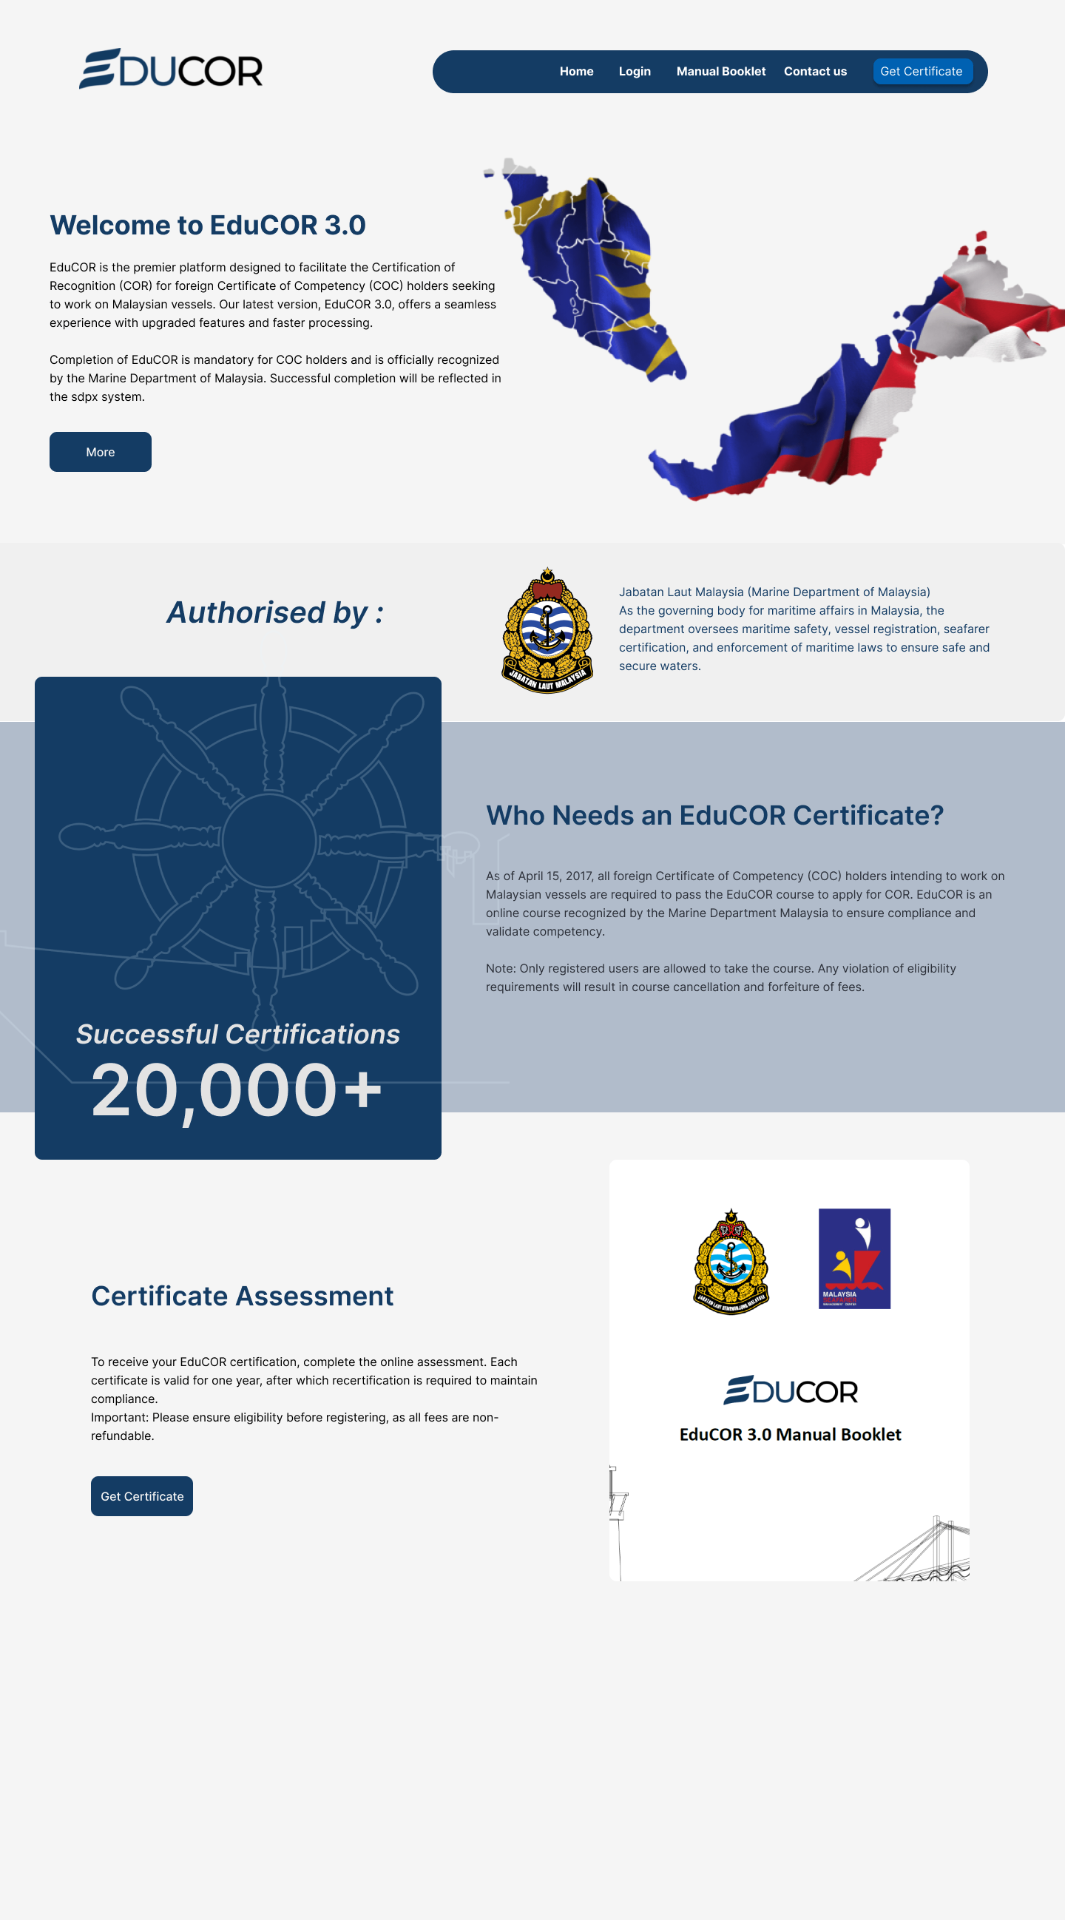 EDUCOR
Home Login Manual Booklet Contact us Get Certificate
Welcome to EduCOR 3.0
EduCOR is the premier platform designed to facilitate the Certification of
Recognition (COR) for foreign Certificate of Competency (COC) holders seeking
to work on Malaysian vessels. Our latest version, EduCOR 3.0, offers a seamless
experience with upgraded features and faster processing.
Completion of EduCOR is mandatory for COC holders and is officially recognized
by the Marine Department of Malaysia. Successful completion will be reflected in
the sdpx system.
More
Authorised by :
JABATAN LAUT MALAYSIA
Jabatan Laut Malaysia (Marine Department of Malaysia)
As the governing body for maritime affairs in Malaysia, the
department oversees maritime safety, vessel registration, seafarer
certification, and enforcement of maritime laws to ensure safe and
secure waters.
Who Needs an EduCOR Certificate?
As of April 15, 2017, all foreign Certificate of Competency (COC) holders intending to work on
Malaysian vessels are required to pass the EduCOR course to apply for COR. EduCOR is an
online course recognized by the Marine Department Malaysia to ensure compliance and
validate competency.
Note: Only registered users are allowed to take the course. Any violation of eligibility
requirements will result in course cancellation and forfeiture of fees.
Successful Certifications
20,000+
Certificate Assessment
To receive your EduCOR certification, complete the online assessment. Each
certificate is valid for one year, after which recertification is required to maintain
compliance.
Important: Please ensure eligibility before registering, as all fees are non-
refundable.
Get Certificate
MALAYSIA
EDUCOR
EduCOR 3.0 Manual Booklet